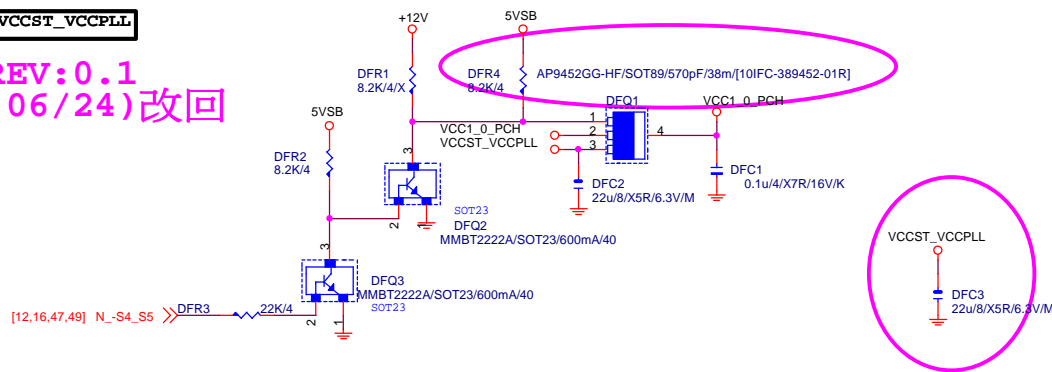 VCCST_VCCPLL
REV:0.1
06/24)改回
+12V
5VSB
DFR1
8.2K/4/X
DFR4
8.2K/4
AP9452GG-HF/SOT89/570pF/38m/[10IFC-389452-01R]
5VSB
DFQ1
VCC1_0_PCH
1
VCC1_0_PCH
2
4
VCCST_VCCPLL
3
DFR2
8.2K/4
3
DFC1
0.1u/4/X7R/16V/K
DFC2
22u/8/X5R/6.3V/M
SOT23
2
1
DFQ2
MMBT2222A/SOT23/600mA/40
VCCST_VCCPLL
3
DFQ3
MMBT2222A/SOT23/600mA/40
SOT23
DFC3
22u/8/X5R/6.3V/M
[12,16,47,49] N_-S4_S5
DFR3
22K/4
2
1